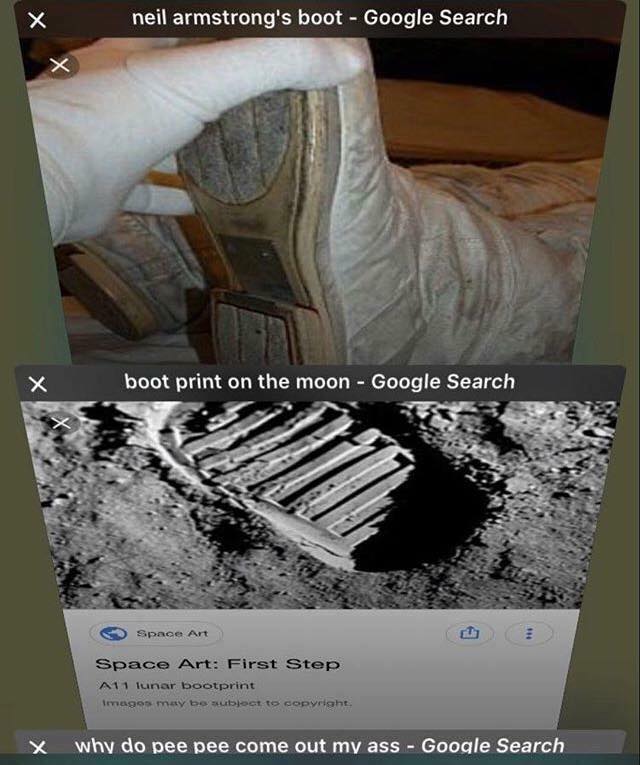 neil armstrong's boot - Google Search
boot print on the moon - Google Search
Space Art
Space Art: First Step
A11 lunar bootprint
Images may be subject to copyright.
why do pee pee come out my ass - Google Search